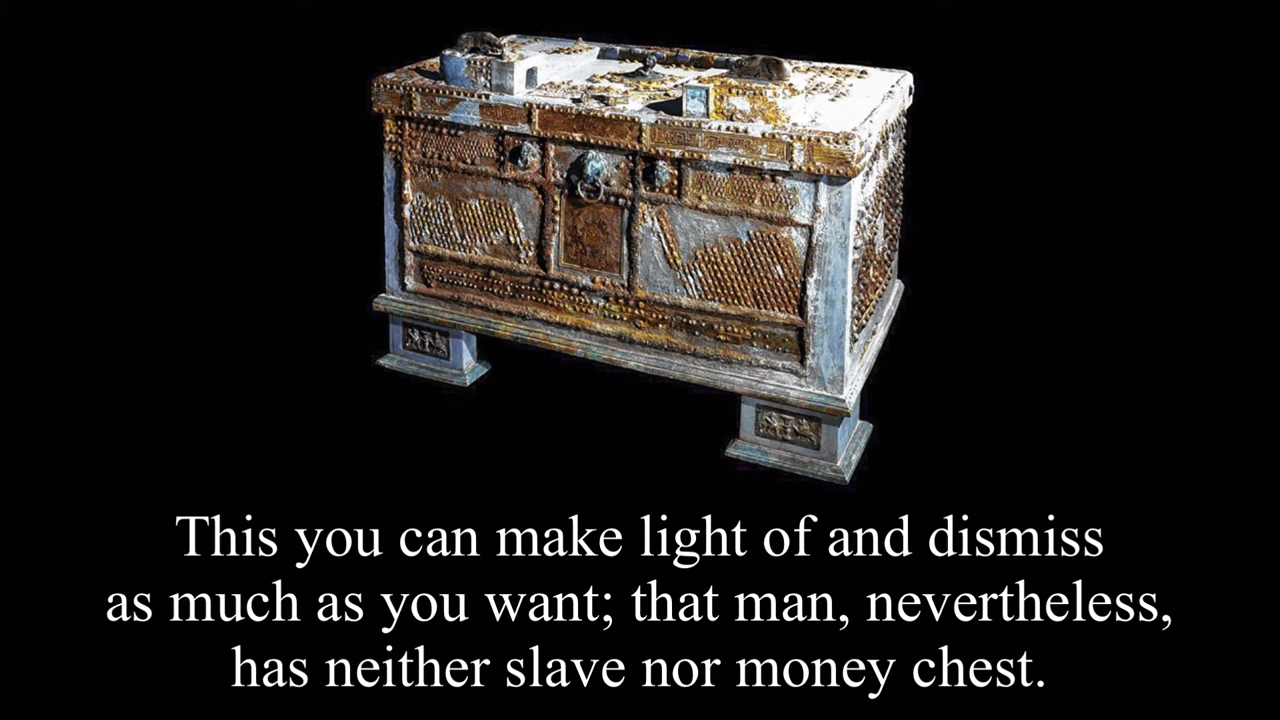 This you can make light of and dismiss
as much as you want; that man, nevertheless,
has neither slave nor money chest.